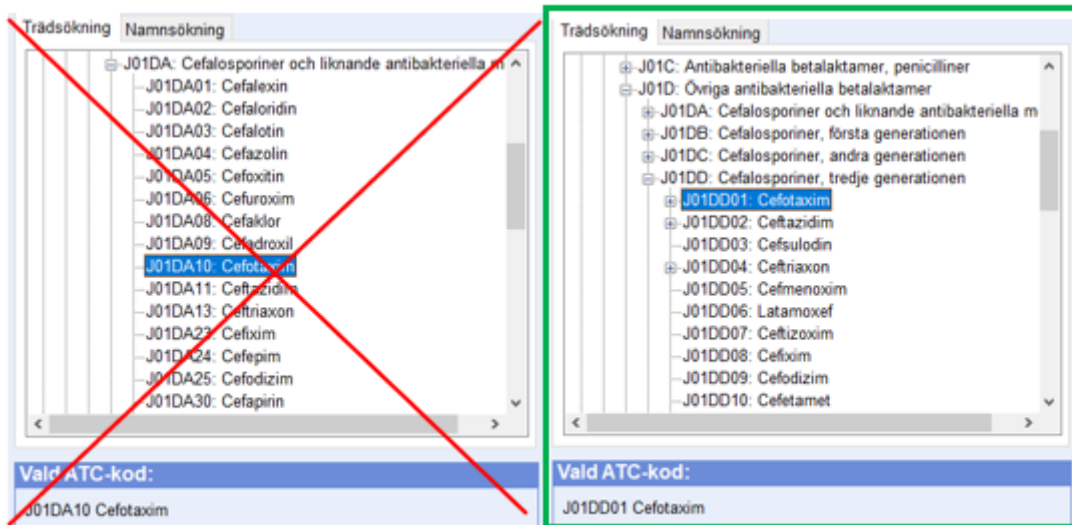 Trädsökning Namnsökning
J01DA: Cefalosporiner och liknande antibakteriella m
J01DA01: Cefalexin
J01DA02: Cefaloridin
J01DA03: Cefalotin
J01DA04: Cefazolin
J01DA05: Cefoxitin
J01DA06: Cefuroxim
J01DA08: Cefaklor
J01DA09: Cefadroxil
J01DA10: Cefotaxim
J01DA11: Ceftazidim
J01DA13: Ceftriaxon
J01DA23: Cefixim
J01DA24: Cefepim
J01DA25: Cefodizim
J01DA30: Cefapirin
Vald ATC-kod:
J01DA10 Cefotaxim
Trädsökning Namnsökning
J01C: Antibakteriella betalaktamer, penicilliner
J01D: Övriga antibakteriella betalaktamer
J01DA: Cefalosporiner och liknande antibakteriella m
J01DB: Cefalosporiner, första generationen
J01DC: Cefalosporiner, andra generationen
J01DD: Cefalosporiner, tredje generationen
J01DD01: Cefotaxim
J01DD02: Ceftazidim
J01DD03: Cefsulodin
J01DD04: Ceftriaxon
J01DD05: Cefmenoxim
J01DD06: Latamoxef
J01DD07: Ceftizoxim
J01DD08: Cefixim
J01DD09: Cefodizim
J01DD10: Cefetamet
Vald ATC-kod:
J01DD01 Cefotaxim